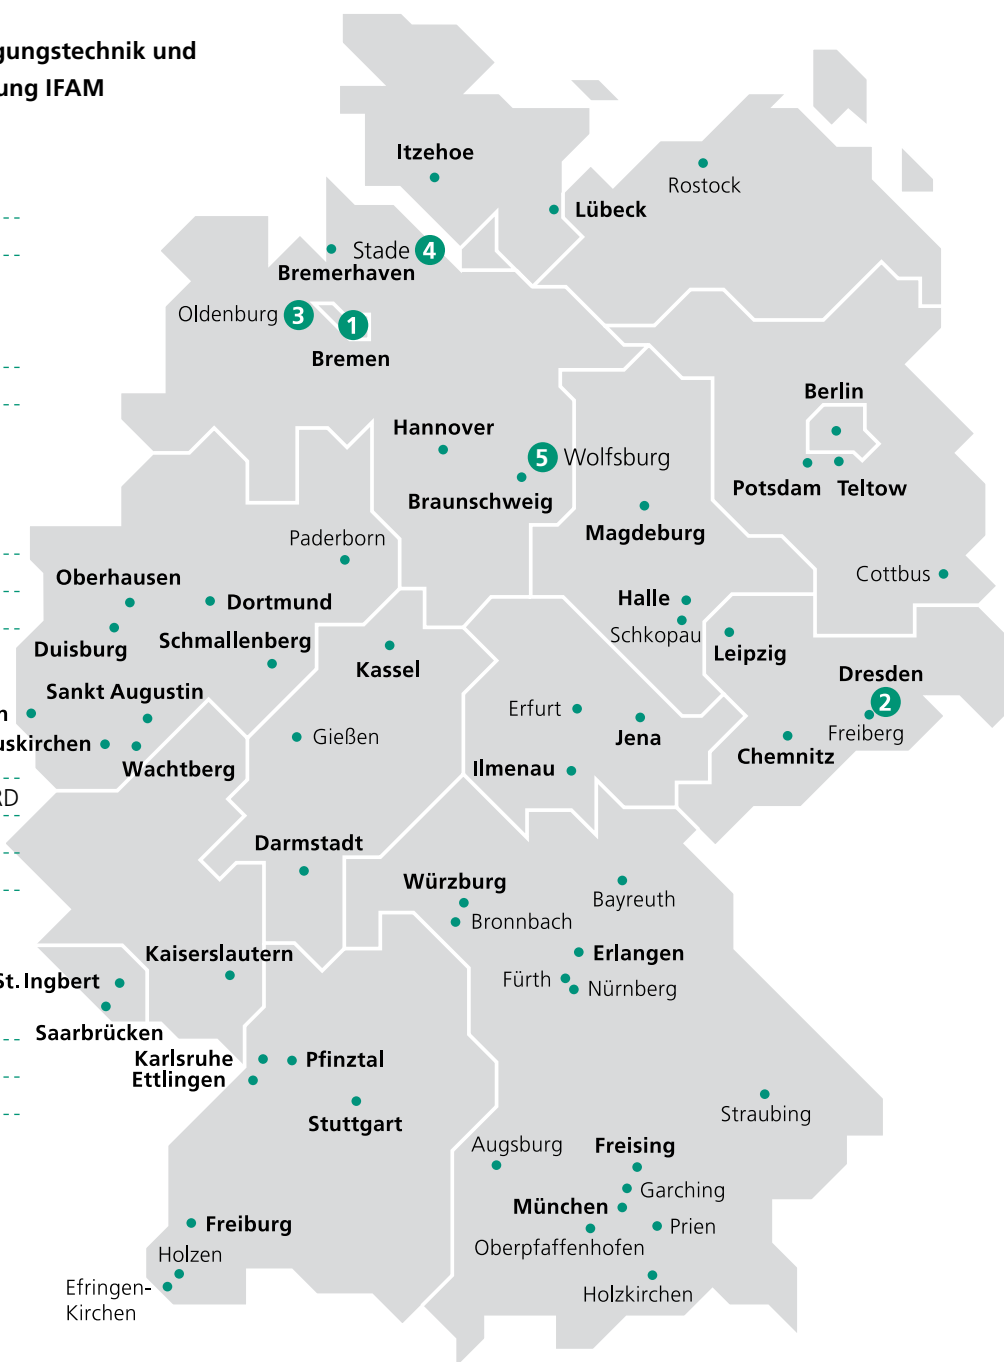 gungstechnik und
ung IFAM
Itzehoe
Rostock
Lübeck
Stade 4
Bremerhaven
Oldenburg 3
1
Bremen
Berlin
Hannover
5 Wolfsburg
Potsdam Teltow
Braunschweig
Magdeburg
Paderborn
Cottbus
Oberhausen
Dortmund
Halle
Schkopau
Duisburg
Schmallenberg
Leipzig
Kassel
Dresden
2
Sankt Augustin
Erfurt
n
Freiberg
Gießen
Jena
uskirchen
Chemnitz
Wachtberg
Ilmenau
RD
Darmstadt
Würzburg
Bayreuth
Bronnbach
Kaiserslautern
Erlangen
St. Ingbert
Fürth
Nürnberg
Saarbrücken
Karlsruhe
Pfinztal
Ettlingen
Stuttgart
Straubing
Augsburg
Freising
Garching
München
Freiburg
Prien
Oberpfaffenhofen
Holzen
Efringen-
Kirchen
Holzkirchen